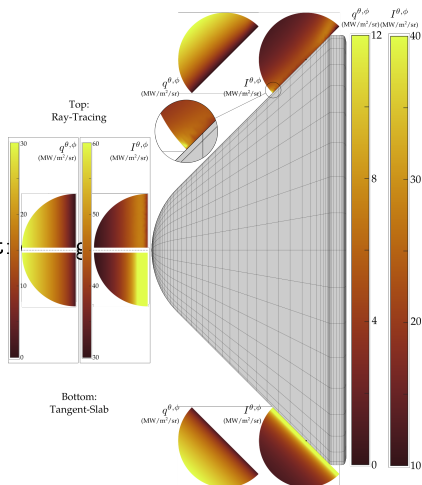 q^{θ,ϕ}
(MW/m²/sr)
I^{θ,ϕ}
(MW/m²/sr)
12
8
4
0
40
30
20
10
q^{θ,ϕ}
(MW/m²/sr)
I^{θ,ϕ}
(MW/m²/sr)
Top:
Ray-Tracing
30
20
10
0
q^{θ,ϕ}
(MW/m²/sr)
60
50
40
30
I^{θ,ϕ}
(MW/m²/sr)
Bottom:
Tangent-Slab
q^{θ,ϕ}
(MW/m²/sr)
I^{θ,ϕ}
(MW/m²/sr)